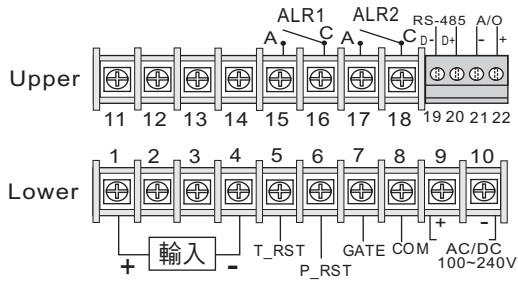 ALR1 ALR2 RS-485 A/O
A C A C D- D+ - +
Upper
11 12 13 14 15 16 17 18 19 20 21 22
1 2 3 4 5 6 7 8 9 10
Lower
+ -
+ 輸入 - T_RST GATE COM AC/DC
P_RST 100~240V